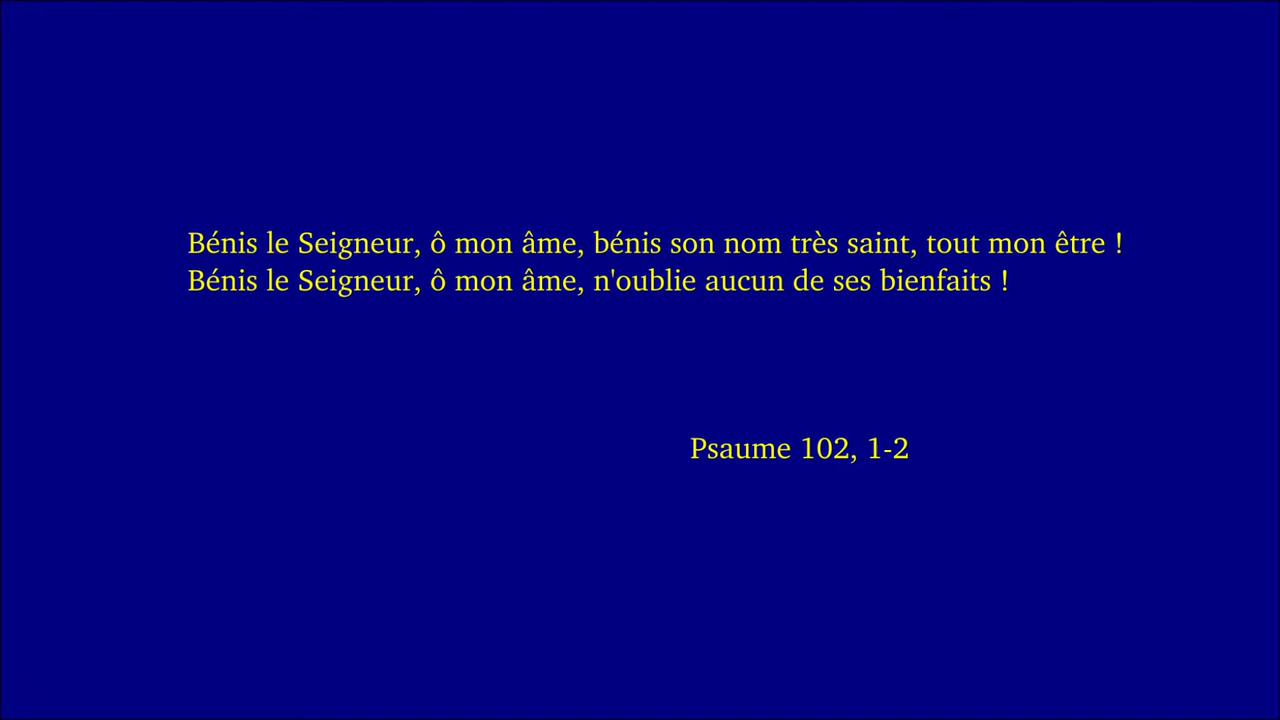 Bénis le Seigneur, ô mon âme, bénis son nom très saint, tout mon être !
Bénis le Seigneur, ô mon âme, n'oublie aucun de ses bienfaits !
Psaume 102, 1-2